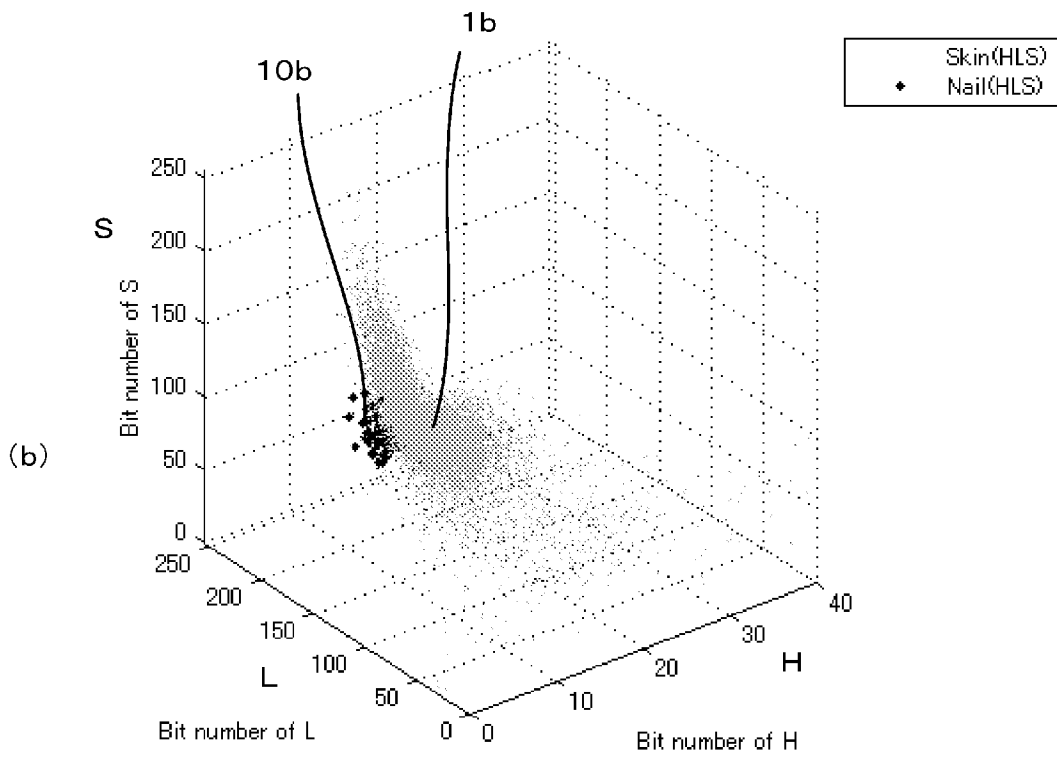 1b
10b
Skin(HLS)
Nail(HLS)
250
200
150
100
50
0
S
Bit number of S
(b)
250
200
150
100
50
0
L
Bit number of L
0
10
20
30
40
H
Bit number of H